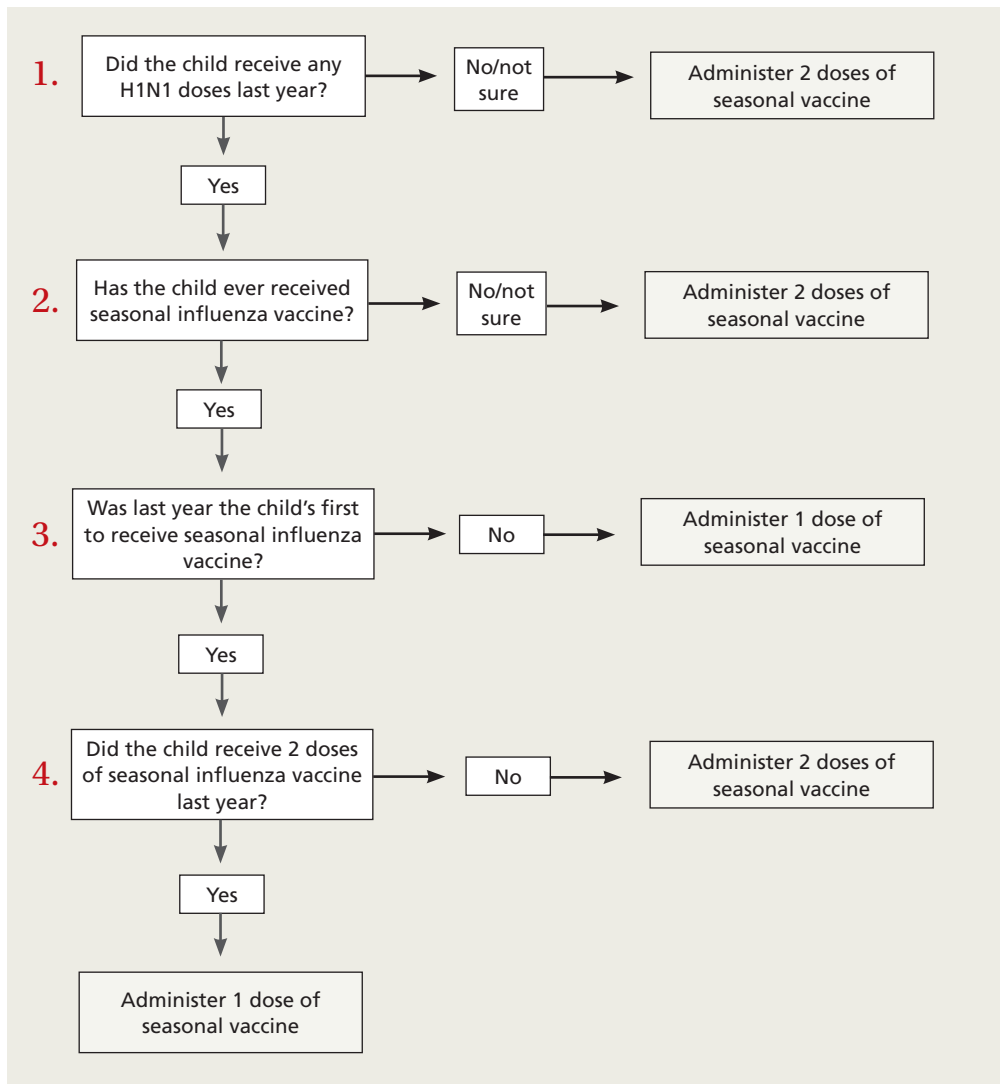 1.
Did the child receive any
H1N1 doses last year?
No/not
sure
Administer 2 doses of
seasonal vaccine
Yes
2.
Has the child ever received
seasonal influenza vaccine?
No/not
sure
Administer 2 doses of
seasonal vaccine
Yes
3.
Was last year the child’s first
to receive seasonal influenza
vaccine?
No
Administer 1 dose of
seasonal vaccine
Yes
4.
Did the child receive 2 doses
of seasonal influenza vaccine
last year?
No
Administer 2 doses of
seasonal vaccine
Yes
Administer 1 dose of
seasonal vaccine